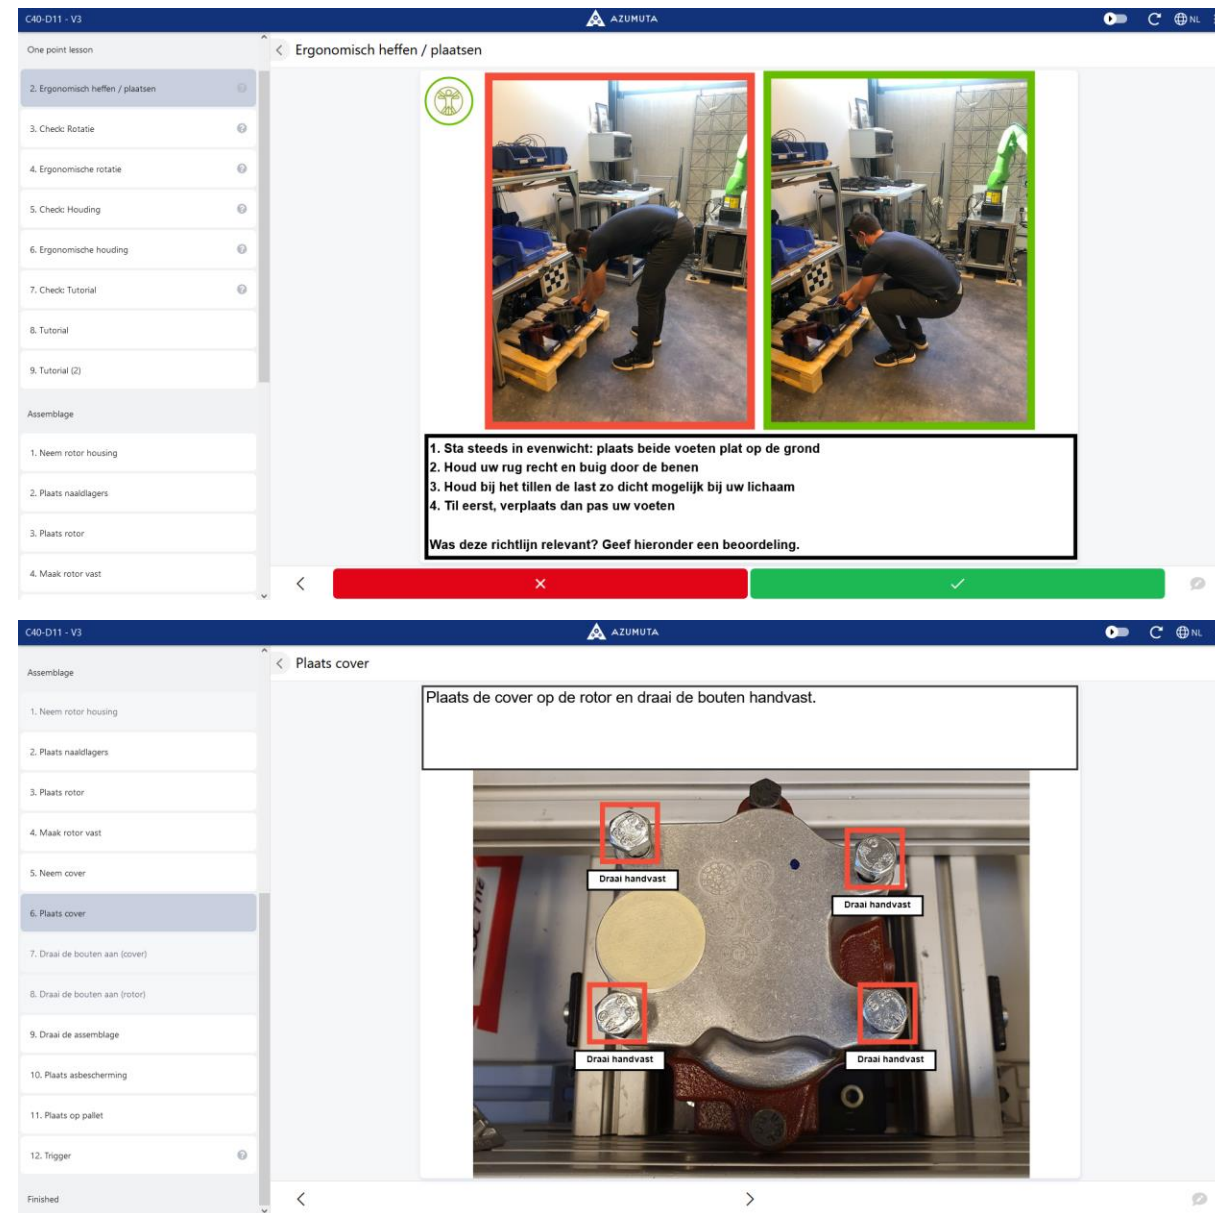 C40-D11 - V3
AZUMUTA
NL
One point lesson
2. Ergonomisch heffen / plaatsen
3. Check: Rotatie
4. Ergonomische rotatie
5. Check: Houding
6. Ergonomische houding
7. Check: Tutorial
8. Tutorial
9. Tutorial (2)
Assemblage
1. Neem rotor housing
2. Plaats naaldlagers
3. Plaats rotor
4. Maak rotor vast
Ergonomisch heffen / plaatsen
1. Sta steeds in evenwicht: plaats beide voeten plat op de grond
2. Houd uw rug recht en buig door de benen
3. Houd bij het tillen de last zo dicht mogelijk bij uw lichaam
4. Til eerst, verplaats dan pas uw voeten
Was deze richtlijn relevant? Geef hieronder een beoordeling.
C40-D11 - V3
AZUMUTA
NL
Assemblage
1. Neem rotor housing
2. Plaats naaldlagers
3. Plaats rotor
4. Maak rotor vast
5. Neem cover
6. Plaats cover
7. Draai de bouten aan (cover)
8. Draai de bouten aan (rotor)
9. Draai de assemblage
10. Plaats asbescherming
11. Plaats op pallet
12. Trigger
Finished
Plaats cover
Plaats de cover op de rotor en draai de bouten handvast.
Draai handvast
Draai handvast
Draai handvast
Draai handvast